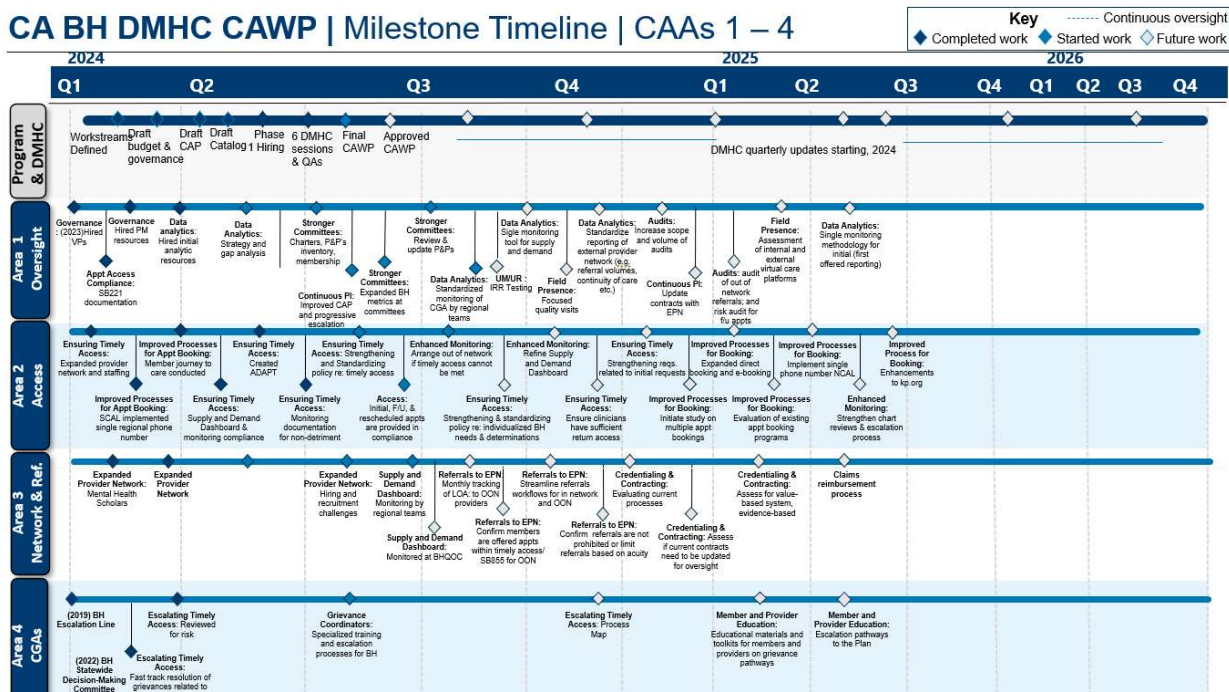 CA BH DMHC CAWP | Milestone Timeline | CAAs 1 – 4
Key
Continuous oversight
Completed work
Started work
Future work
2024
2025
2026
Q1
Q2
Q3
Q4
Q1
Q2
Q3
Q4
Q1
Q2
Q3
Q4
Program
& DMHC
Workstreams
Defined
Draft
budget &
governance
Draft
CAP
Draft
Catalog
Phase
1 Hiring
6 DMHC
sessions
& QAs
Final
CAWP
Approved
CAWP
DMHC quarterly updates starting, 2024
Area 1
Oversight
Governance
: (2023)Hired
VPs
Appt Access
Compliance:
SB221
documentation
Governance
Hired PM
resources
Data
analytics:
Hired initial
analytic
resources
Data
Analytics:
Strategy and
gap analysis
Stronger
Committees:
Charters, P&P's
inventory,
membership
Continuous PI:
Improved CAP
and progressive
escalation
Stronger
Committees:
Expanded BH
metrics at
committees
Stronger
Committees:
Review &
update P&Ps
Data Analytics:
Standardized
monitoring of
CGA by regional
teams
UM/UR :
IRR Testing
Data Analytics:
Sigle monitoring
tool for supply
and demand
Field
Presence:
Focused
quality visits
Data Analytics:
Standardize
reporting of
external provider
network (e.g.
referral volumes,
continuity of care
etc.)
Audits:
Increase scope
and volume of
audits
Continuous PI:
Update
contracts with
EPN
Audits: audit
of out of
network
referrals; and
risk audit for
f/u appts
Field
Presence:
Assessment
of internal and
external
virtual care
platforms
Data Analytics:
Single monitoring
methodology for
initial (first
offered reporting)
Area 2
Access
Ensuring Timely
Access:
Expanded provider
network and staffing
Improved Processes
for Appt Booking:
SCAL implemented
single regional phone
number
Improved Processes
for Appt Booking:
Member journey to
care conducted
Ensuring Timely
Access:
Supply and Demand
Dashboard &
monitoring compliance
Ensuring Timely
Access:
Created
ADAPT
Ensuring Timely
Access:
Monitoring
documentation
for non-detriment
Ensuring Timely
Access: Strengthening
and Standardizing
policy re: timely access
Access:
Initial, F/U, &
rescheduled appts
are provided in
compliance
Enhanced Monitoring:
Arrange out of network
if timely access cannot
be met
Ensuring Timely
Access:
Strengthening & standardizing
policy re: individualized BH
needs & determinations
Enhanced Monitoring:
Refine Supply
and Demand
Dashboard
Ensuring Timely
Access:
Ensure clinicians
have sufficient
return access
Ensuring Timely
Access:
Strengthening reqs.
related to initial requests
Improved Processes
for Booking:
Initiate study on
multiple appt
bookings
Improved Processes
for Booking:
Expanded direct
booking and e-booking
Improved Processes
for Booking:
Evaluation of existing
appt booking
programs
Improved Processes
for Booking:
Implement single
phone number NCAL
Enhanced
Monitoring:
Strengthen chart
reviews & escalation
process
Improved
Process for
Booking:
Enhancements
to kp.org
Area 3
Network & Ref.
Expanded
Provider Network:
Mental Health
Scholars
Expanded
Provider
Network
Expanded
Provider Network:
Hiring and
recruitment
challenges
Supply and
Demand
Dashboard:
Monitoring by
regional teams
Supply and Demand
Dashboard:
Monitored at BHQOC
Referrals to EPN:
Monthly tracking
of LOA: to OON
providers
Referrals to EPN:
Confirm members
are offered appts
within timely access/
SB855 for OON
Referrals to EPN:
Streamline referrals
workflows for in network
and OON
Referrals to EPN:
Confirm referrals are not
prohibited or limit
referrals based on acuity
Credentialing &
Contracting:
Evaluating current
processes
Credentialing &
Contracting: Assess
if current contracts
need to be updated
for oversight
Credentialing &
Contracting:
Assess for value-
based system,
evidence-based
Claims
reimbursement
process
Area 4
CGAs
(2019) BH
Escalation Line
(2022) BH
Statewide
Decision-Making
Committee
Escalating Timely
Access: Reviewed
for risk
Escalating Timely
Access:
Fast track resolution of
grievances related to
Grievance
Coordinators:
Specialized training
and escalation
processes for BH
Escalating Timely
Access: Process
Map
Member and Provider
Education:
Educational materials and
toolkits for members and
providers on grievance
pathways
Member and
Provider Education:
Escalation pathways
to the Plan